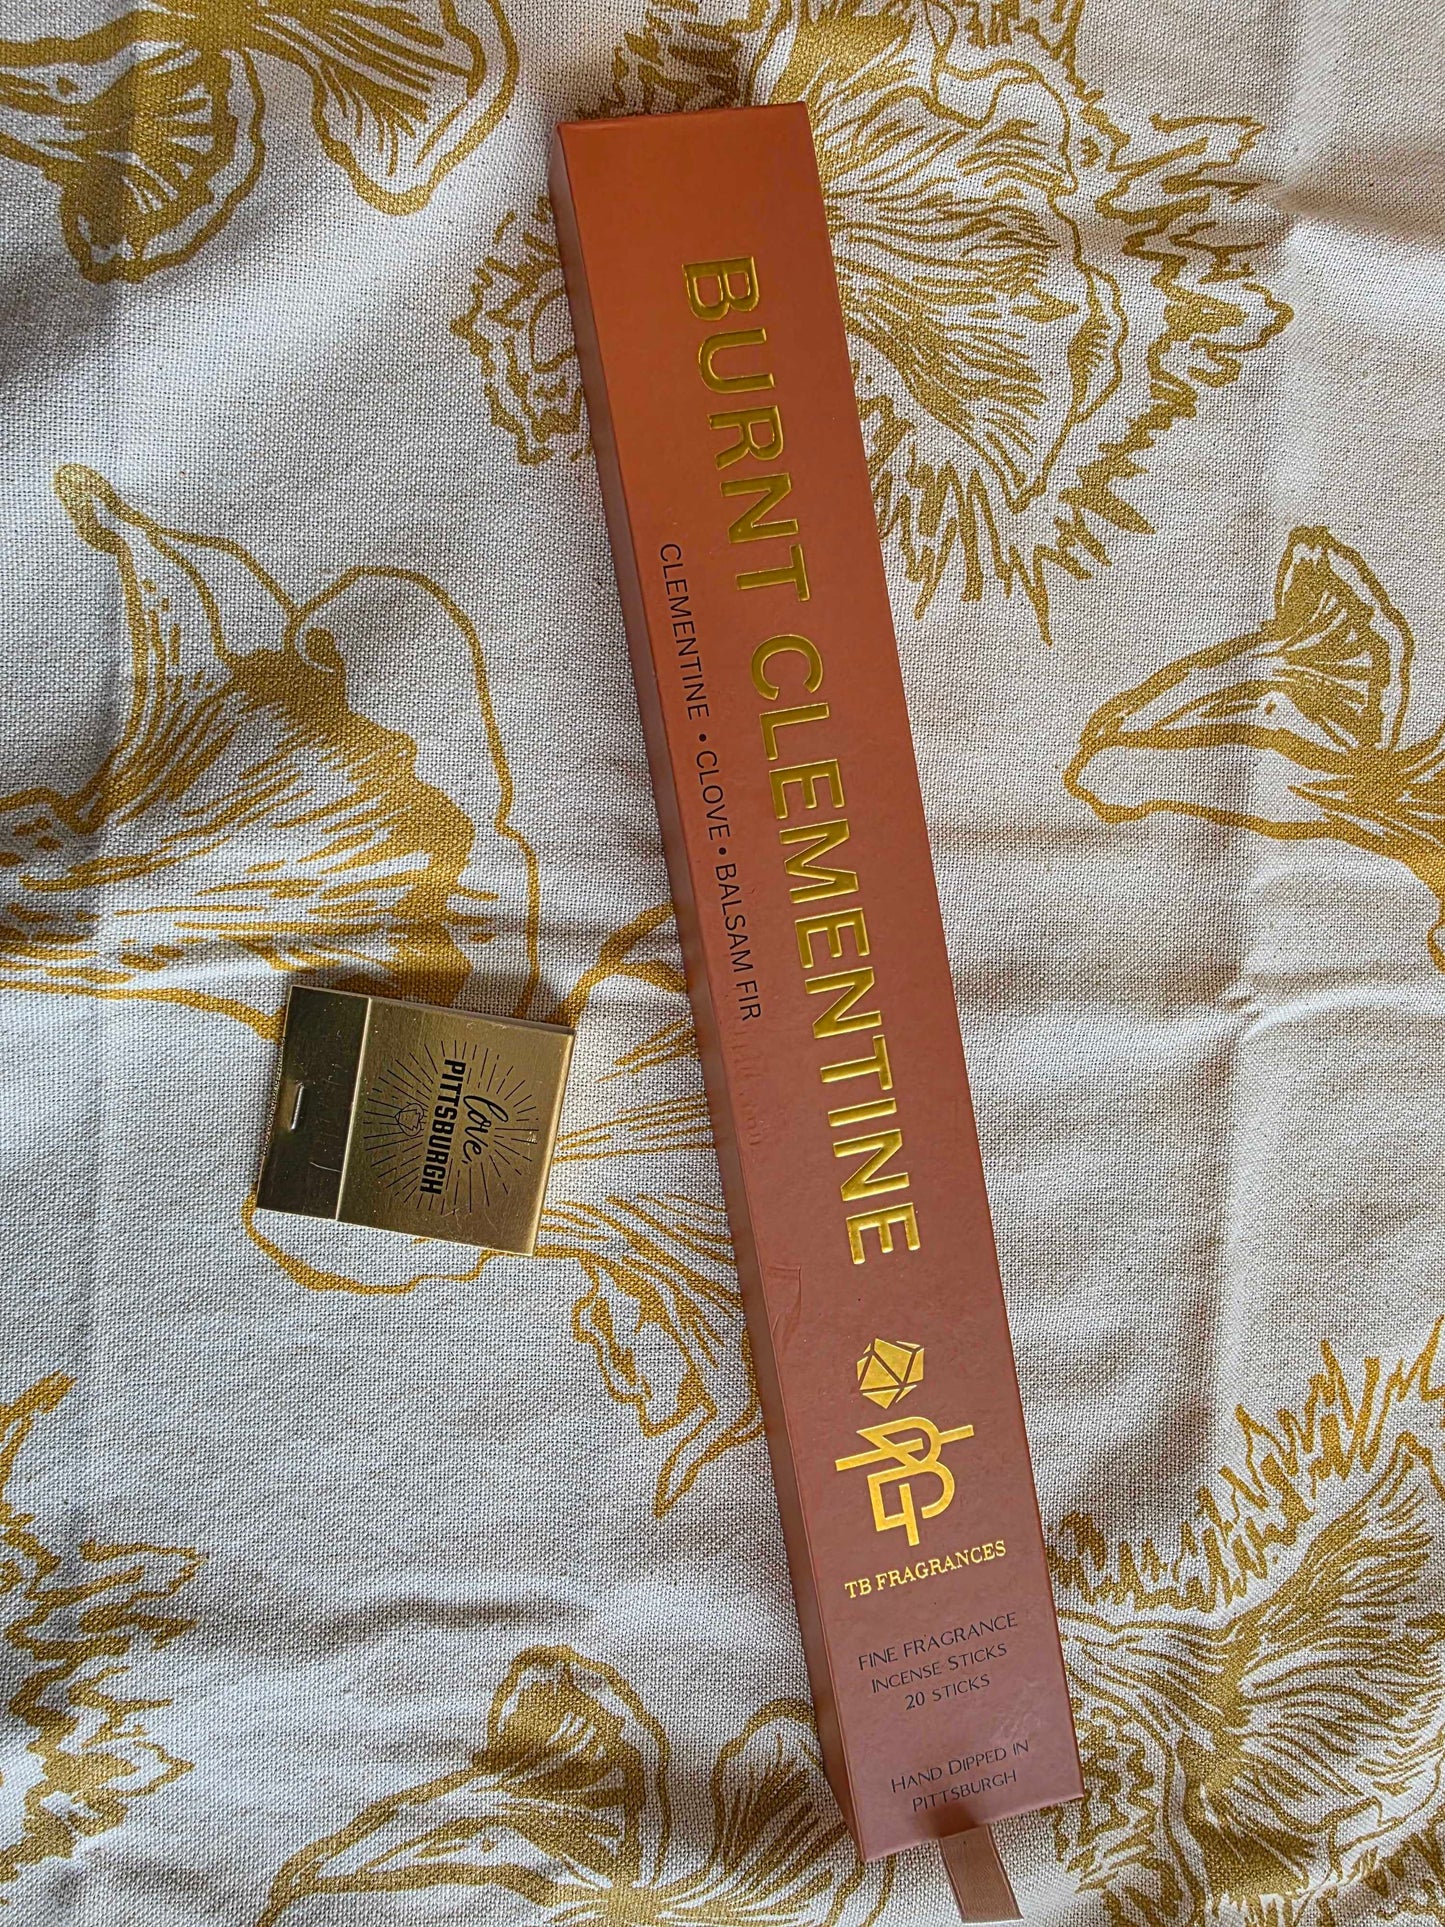 BURNT CLEMENTINE
CLEMENTINE • CLOVE • BALSAM FIR
TB FRAGRANCES
FINE FRAGRANCE
INCENSE STICKS
20 STICKS
HAND DIPPED IN
PITTSBURGH
love,
PITTSBURGH